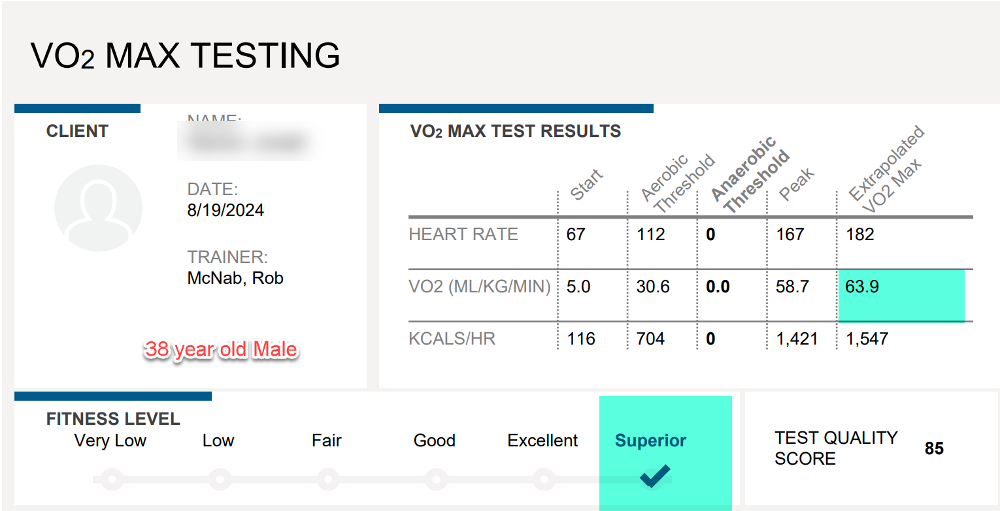 VO2 MAX TESTING
CLIENT
NAME:
DATE:
8/19/2024
TRAINER:
McNab, Rob
38 year old Male
VO2 MAX TEST RESULTS
Start
Aerobic
Threshold
Anaerobic
Threshold
Peak
Extrapolated
VO2 Max
HEART RATE 67 112 0 167 182
VO2 (ML/KG/MIN) 5.0 30.6 0.0 58.7 63.9
KCALS/HR 116 704 0 1,421 1,547
FITNESS LEVEL
Very Low Low Fair Good Excellent Superior
TEST QUALITY
SCORE
85